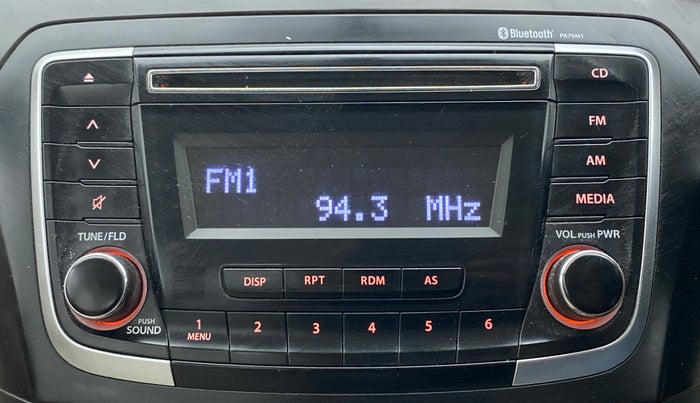 Bluetooth PA79M1
CD
FM
AM
MEDIA
FM1
94.3 MHz
TUNE/FLD
VOL PUSH PWR
DISP RPT RDM AS
PUSH
SOUND
1 2 3 4 5 6
MENU